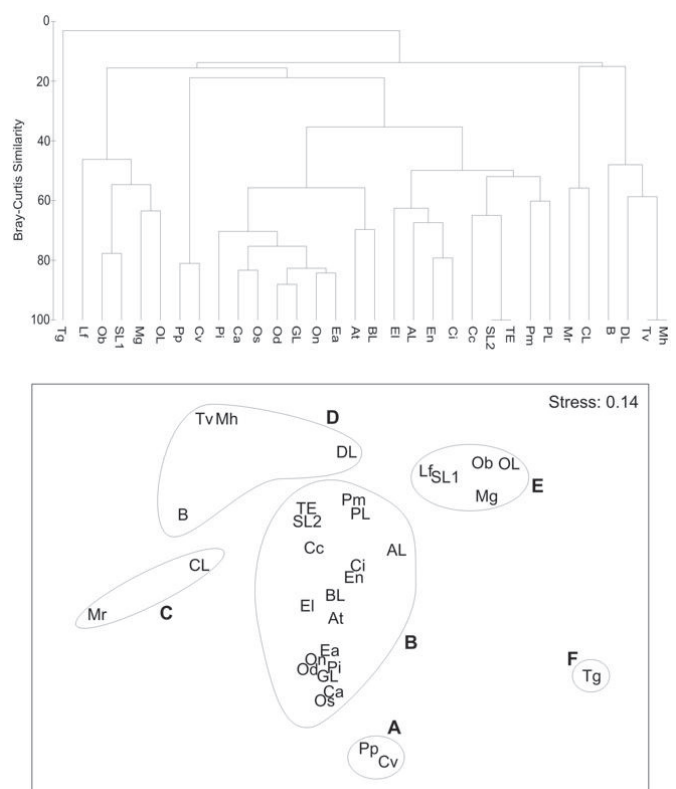 0
20
40
60
80
100
Bray-Curtis Similarity
Tg Lf Ob SL1 Mg OL Pp Cv Pi Ca Os Od GL On Ea At BL El AL En Ci Cc SL2 TE Pm PL Mr CL B DL Tv Mh
Stress: 0.14
Tv Mh D
DL
Lf SL1 Ob OL
Mg E
B
Pm
TE PL
SL2
Cc AL
Ci
En
CL
BL
El
At
Mr C
B
Ea
On Pi
Od GL
Ca
Os
F
Tg
A
Pp
Cv